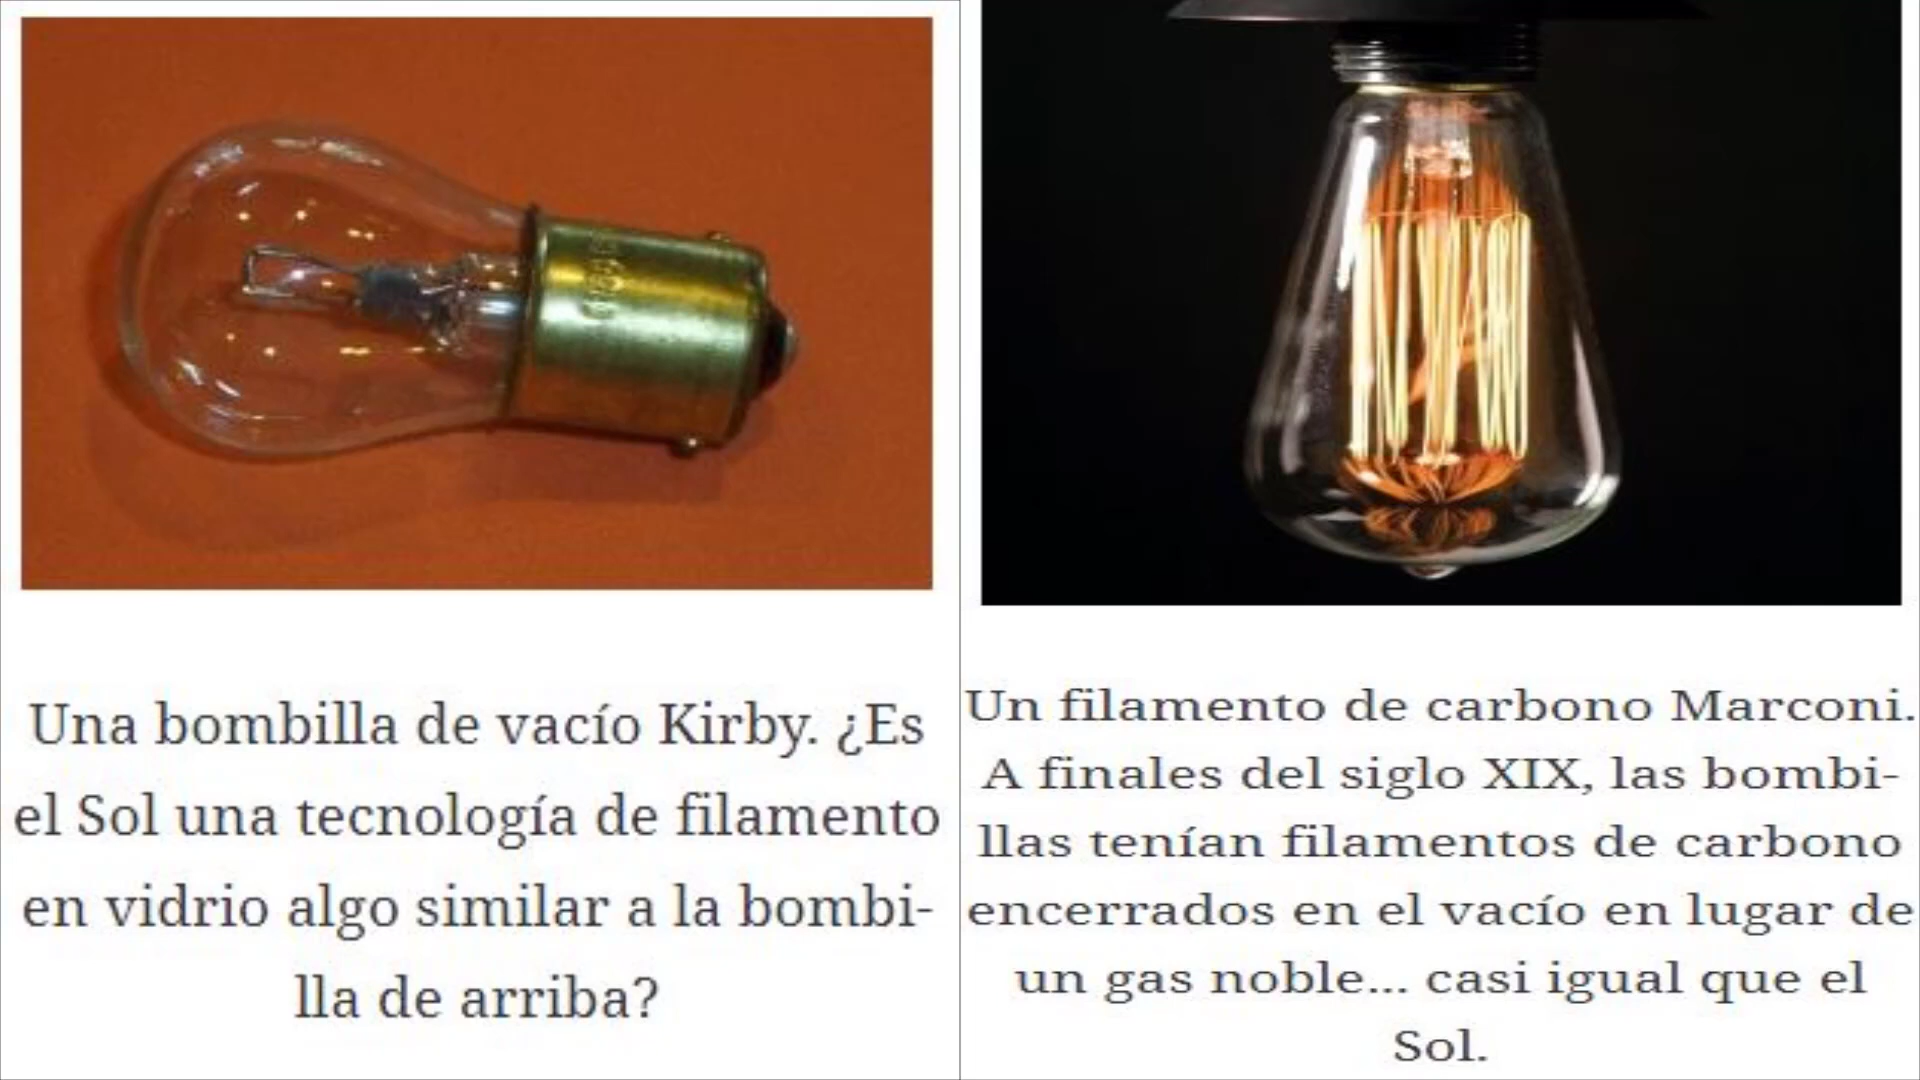 Una bombilla de vacío Kirby. ¿Es
el Sol una tecnología de filamento
en vidrio algo similar a la bombi-
lla de arriba?
Un filamento de carbono Marconi.
A finales del siglo XIX, las bombi-
llas tenían filamentos de carbono
encerrados en el vacío en lugar de
un gas noble... casi igual que el
Sol.